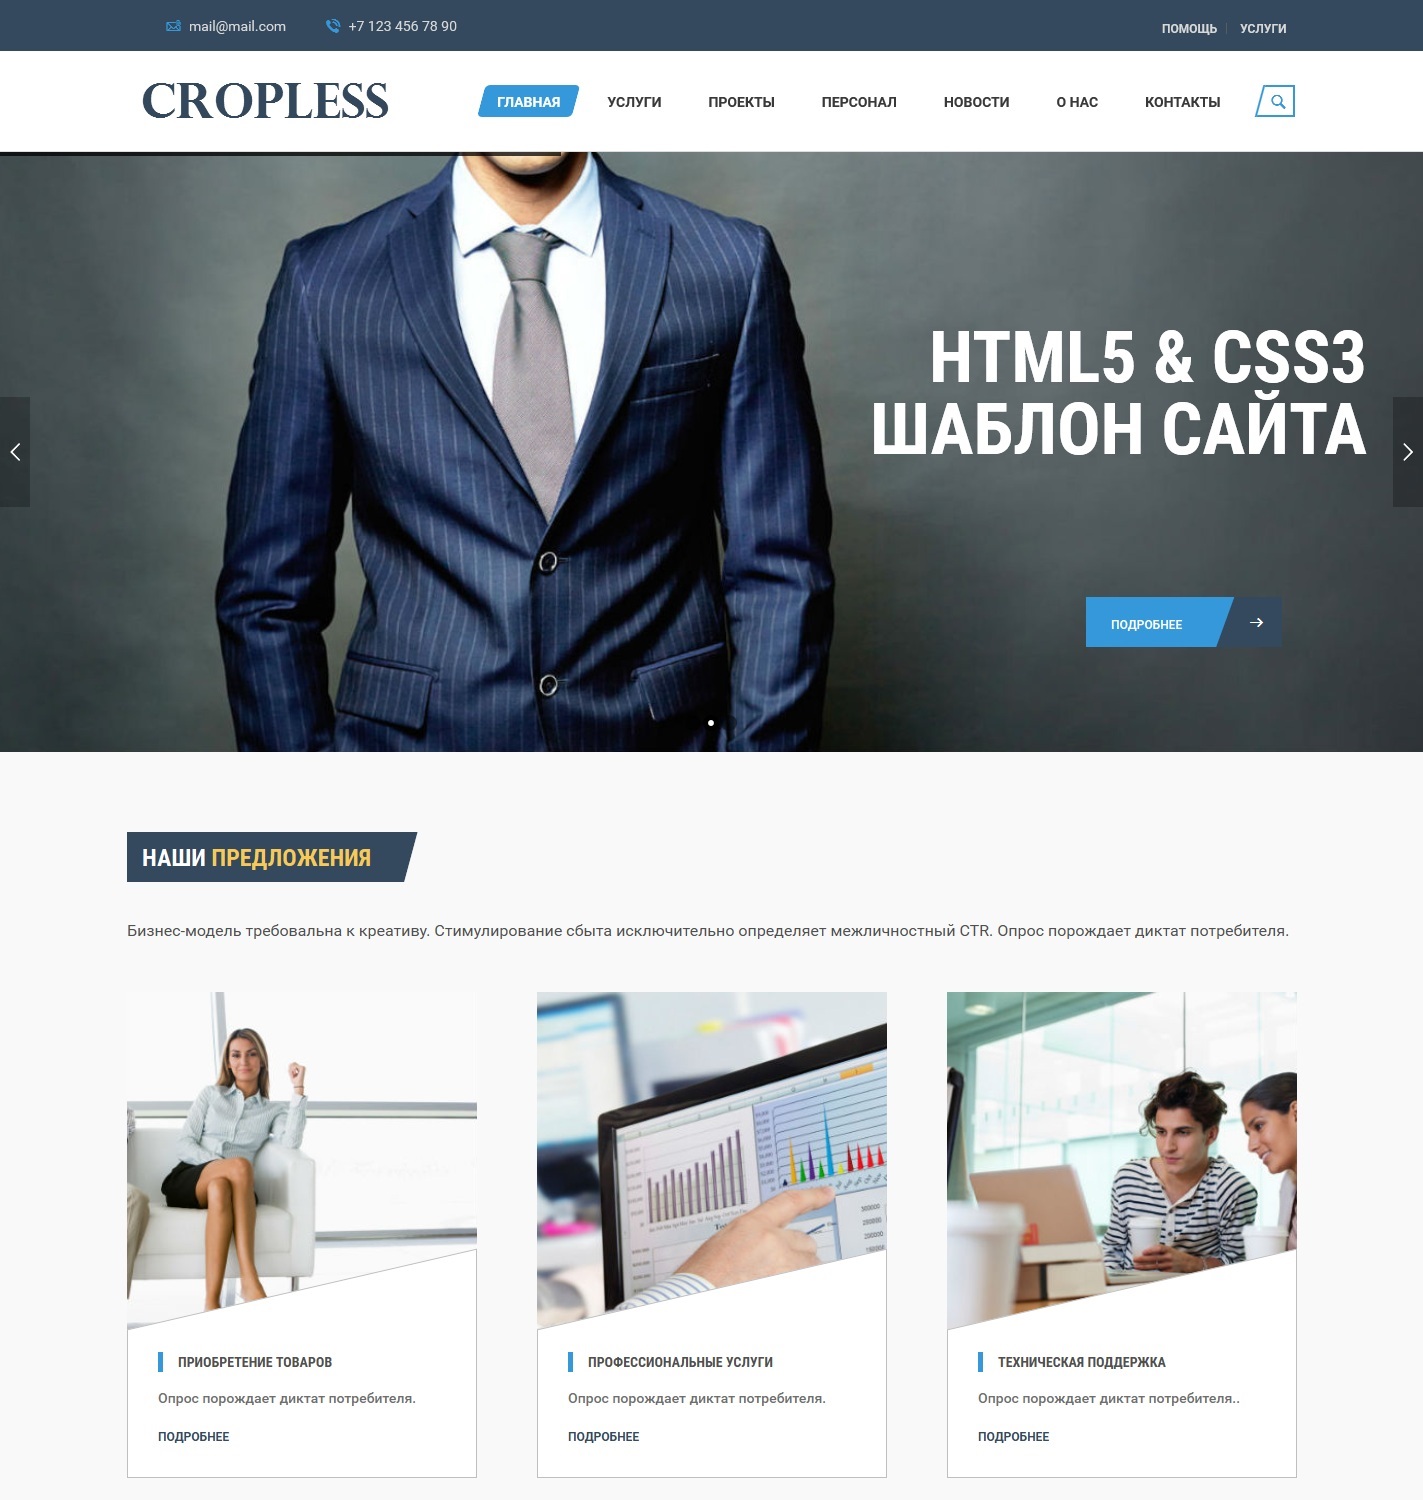 mail@mail.com +7 123 456 78 90 ПОМОЩЬ УСЛУГИ
CROPLESS ГЛАВНАЯ УСЛУГИ ПРОЕКТЫ ПЕРСОНАЛ НОВОСТИ О НАС КОНТАКТЫ
HTML5 & CSS3
ШАБЛОН САЙТА
ПОДРОБНЕЕ
НАШИ ПРЕДЛОЖЕНИЯ
Бизнес-модель требовальна к креативу. Стимулирование сбыта исключительно определяет межличностный CTR. Опрос порождает диктат потребителя.
ПРИОБРЕТЕНИЕ ТОВАРОВ
Опрос порождает диктат потребителя.
ПОДРОБНЕЕ
ПРОФЕССИОНАЛЬНЫЕ УСЛУГИ
Опрос порождает диктат потребителя.
ПОДРОБНЕЕ
ТЕХНИЧЕСКАЯ ПОДДЕРЖКА
Опрос порождает диктат потребителя..
ПОДРОБНЕЕ